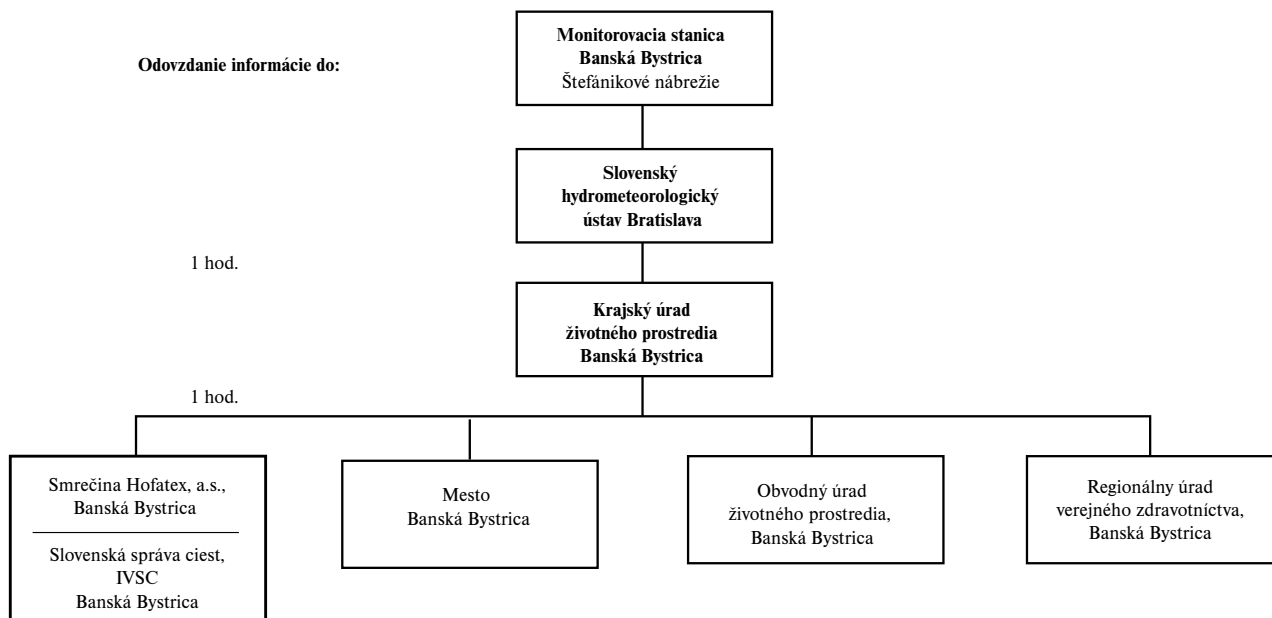 Monitorovacia stanica
Banská Bystrica
Štefánikové nábrežie
Odovzdanie informácie do:
Slovenský
hydrometeorologický
ústav Bratislava
1 hod.
Krajský úrad
životného prostredia
Banská Bystrica
1 hod.
Smrečina Hofatex, a.s.,
Banská Bystrica
Slovenská správa ciest,
IVSC
Banská Bystrica
Mesto
Banská Bystrica
Obvodný úrad
životného prostredia,
Banská Bystrica
Regionálny úrad
verejného zdravotníctva,
Banská Bystrica